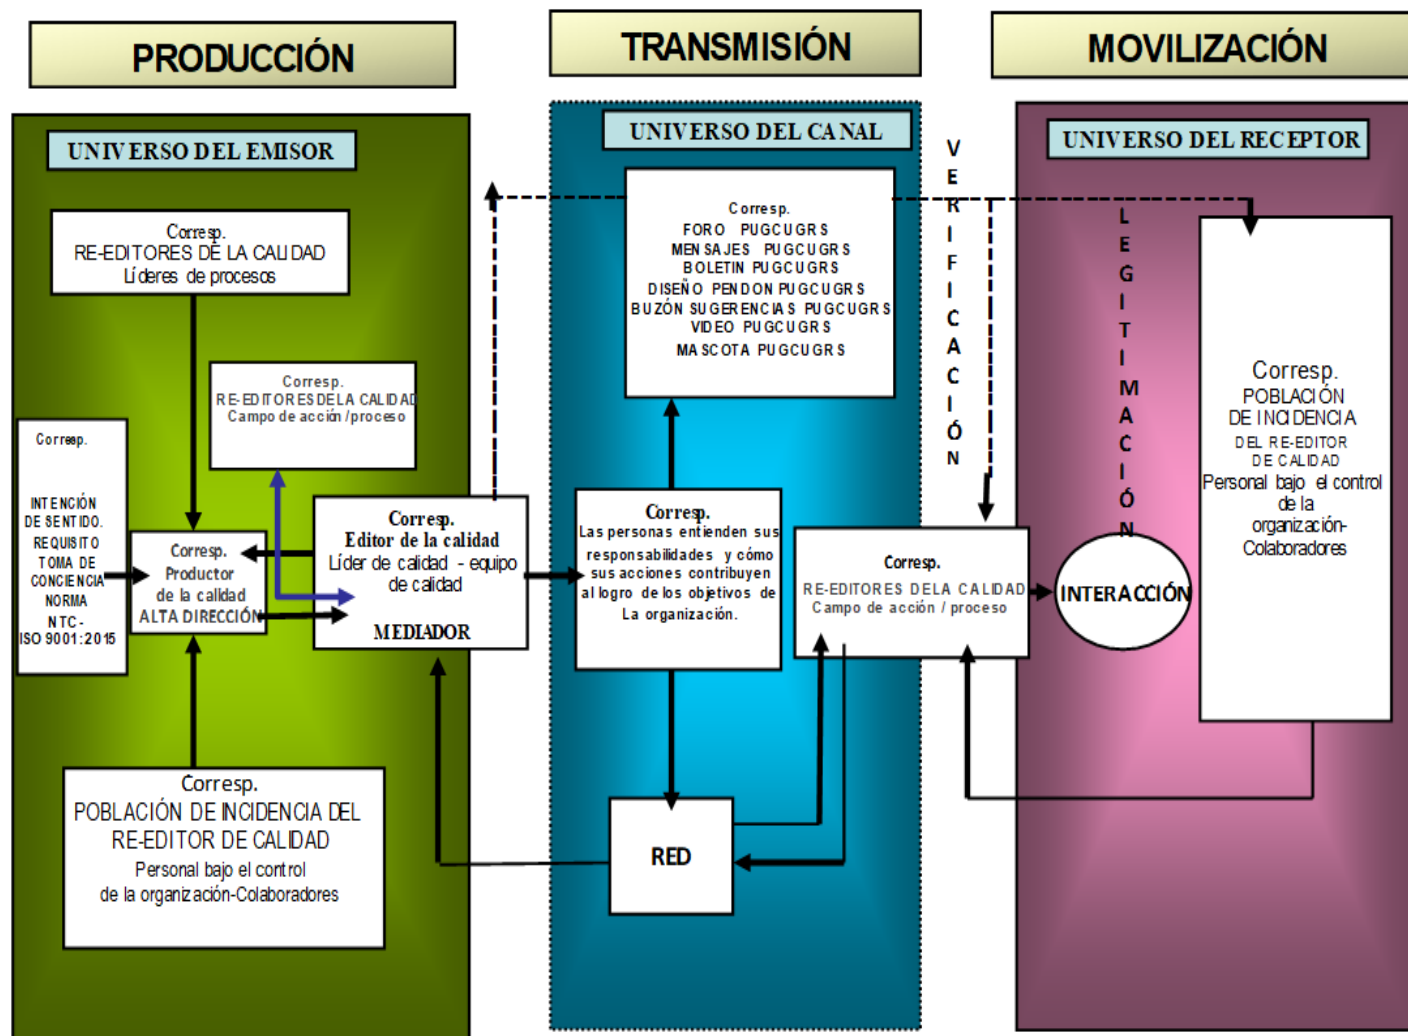 PRODUCCIÓN
TRANSMISIÓN
MOVILIZACIÓN
UNIVERSO DEL EMISOR
Corresp.
RE-EDITORES DE LA CALIDAD
Líderes de procesos
Corresp.
RE-EDITORES DE LA CALIDAD
Campo de acción /proceso
Corresp.
INTENCIÓN
DE SENTIDO.
REQUISITO
TOMA DE
CONCIENCIA
NORMA
NTC-
ISO 9001:2015
Corresp.
Productor
de la calidad
ALTA DIRECCIÓN
Corresp.
Editor de la calidad
Líder de calidad - equipo
de calidad
MEDIADOR
Corresp.
POBLACIÓN DE INCIDENCIA DEL
RE-EDITOR DE CALIDAD
Personal bajo el control
de la organización-Colaboradores
UNIVERSO DEL CANAL
Corresp.
FORO PUGCUGRS
MENSAJES PUGCUGRS
BOLETIN PUGCUGRS
DISEÑO PENDON PUGCUGRS
BUZÓN SUGERENCIAS PUGCUGRS
VIDEO PUGCUGRS
MASCOTA PUGCUGRS
Corresp.
Las personas entienden sus
responsabilidades y cómo
sus acciones contribuyen
al logro de los objetivos de
La organización.
RED
VERIFICACIÓN
Corresp.
RE-EDITORES DE LA CALIDAD
Campo de acción / proceso
UNIVERSO DEL RECEPTOR
LEGITIMACIÓN
INTERACCIÓN
Corresp.
POBLACIÓN
DE INCIDENCIA
DEL RE-EDITOR
DE CALIDAD
Personal bajo el control
de la
organización-
Colaboradores